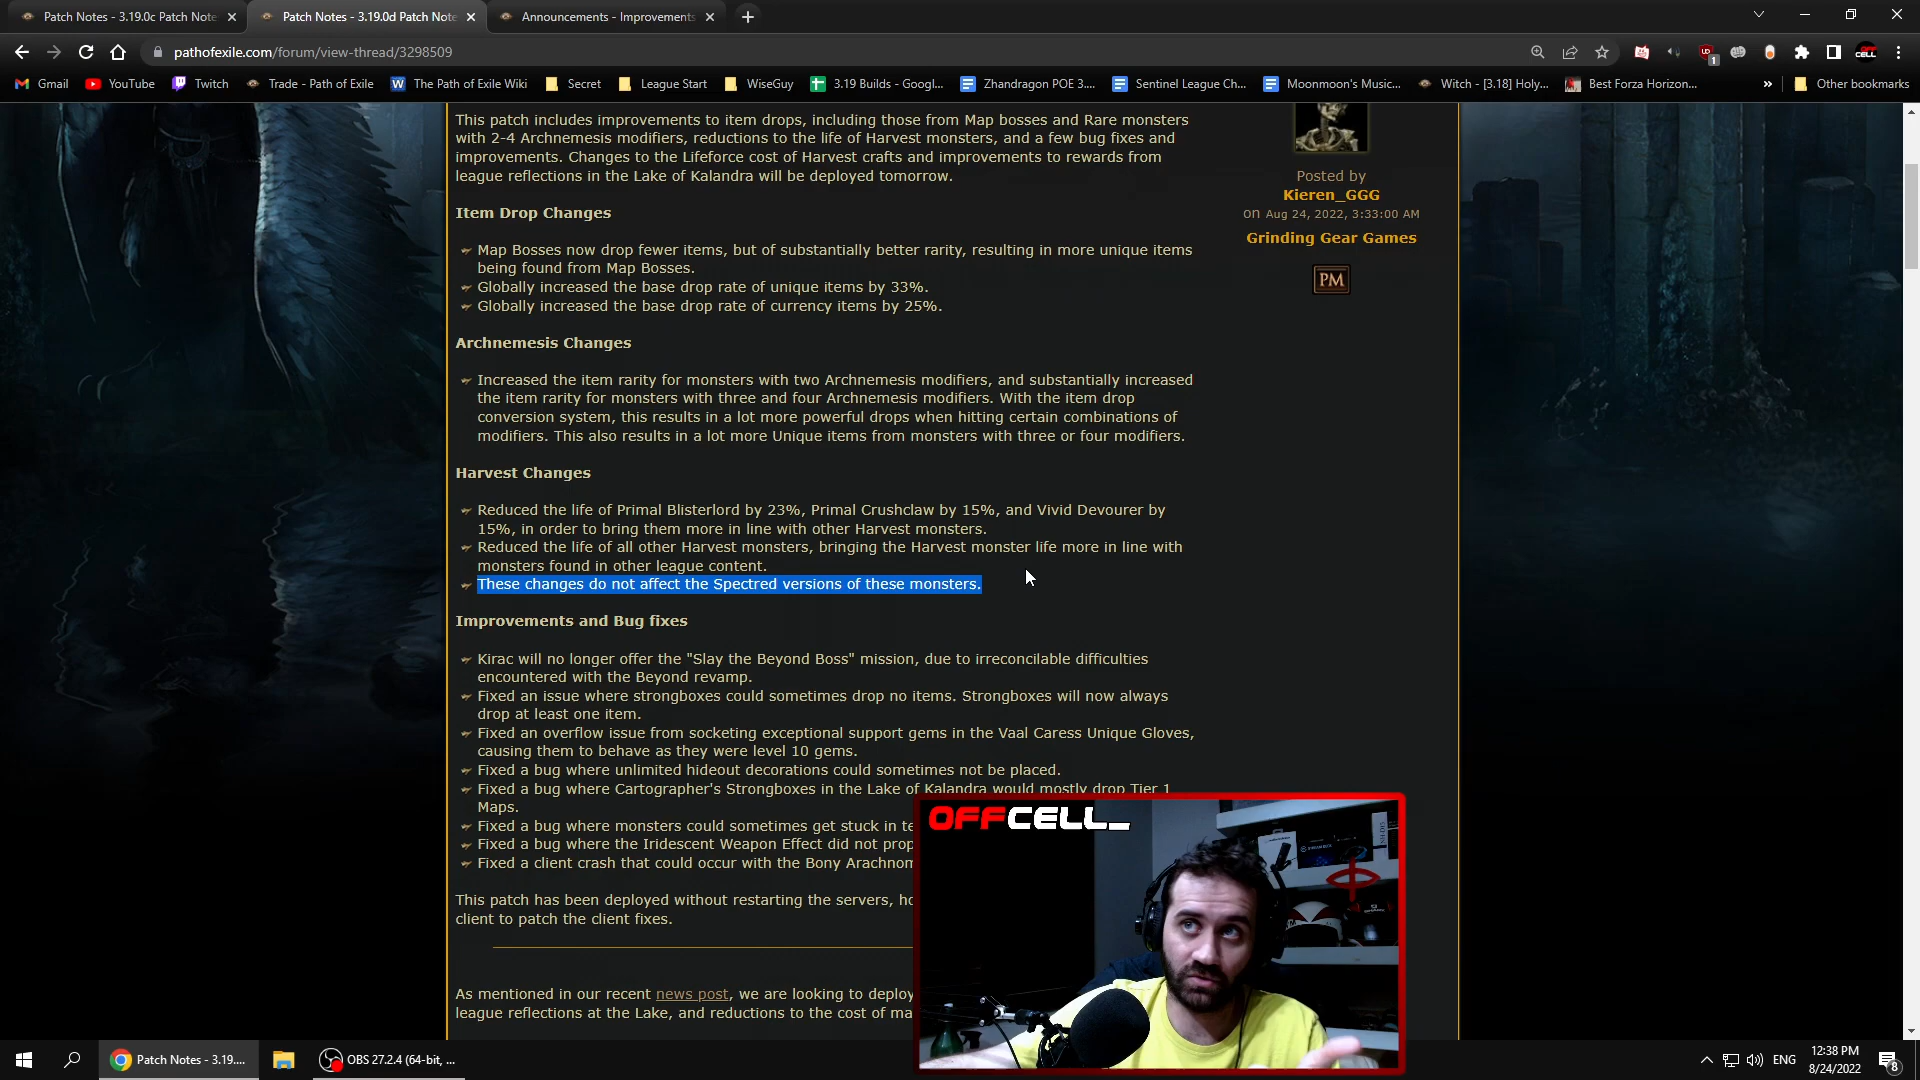 Patch Notes - 3.19.0c Patch Note
Patch Notes - 3.19.0d Patch Note
Announcements - Improvements
pathofexile.com/forum/view-thread/3298509
Gmail
YouTube
Twitch
Trade - Path of Exile
The Path of Exile Wiki
Secret
League Start
WiseGuy
3.19 Builds - Googl...
Zhandragon POE 3....
Sentinel League Ch...
Moonmoon's Music...
Witch - [3.18] Holy...
Best Forza Horizon...
Other bookmarks
This patch includes improvements to item drops, including those from Map bosses and Rare monsters
with 2-4 Archnemesis modifiers, reductions to the life of Harvest monsters, and a few bug fixes and
improvements. Changes to the Lifeforce cost of Harvest crafts and improvements to rewards from
league reflections in the Lake of Kalandra will be deployed tomorrow.
Posted by
Kieren_GGG
on Aug 24, 2022, 3:33:00 AM
Grinding Gear Games
PM
Item Drop Changes
Map Bosses now drop fewer items, but of substantially better rarity, resulting in more unique items
being found from Map Bosses.
Globally increased the base drop rate of unique items by 33%.
Globally increased the base drop rate of currency items by 25%.
Archnemesis Changes
Increased the item rarity for monsters with two Archnemesis modifiers, and substantially increased
the item rarity for monsters with three and four Archnemesis modifiers. With the item drop
conversion system, this results in a lot more powerful drops when hitting certain combinations of
modifiers. This also results in a lot more Unique items from monsters with three or four modifiers.
Harvest Changes
Reduced the life of Primal Blisterlord by 23%, Primal Crushclaw by 15%, and Vivid Devourer by
15%, in order to bring them more in line with other Harvest monsters.
Reduced the life of all other Harvest monsters, bringing the Harvest monster life more in line with
monsters found in other league content.
These changes do not affect the Spectred versions of these monsters.
Improvements and Bug fixes
Kirac will no longer offer the "Slay the Beyond Boss" mission, due to irreconcilable difficulties
encountered with the Beyond revamp.
Fixed an issue where strongboxes could sometimes drop no items. Strongboxes will now always
drop at least one item.
Fixed an overflow issue from socketing exceptional support gems in the Vaal Caress Unique Gloves,
causing them to behave as they were level 10 gems.
Fixed a bug where unlimited hideout decorations could sometimes not be placed.
Fixed a bug where Cartographer's Strongboxes in the Lake of Kalandra would mostly drop Tier 1
Maps.
Fixed a bug where monsters could sometimes get stuck in te
Fixed a bug where the Iridescent Weapon Effect did not prop
Fixed a client crash that could occur with the Bony Arachnom
This patch has been deployed without restarting the servers, ho
client to patch the client fixes.
As mentioned in our recent news post, we are looking to deploy
league reflections at the Lake, and reductions to the cost of ma
OFFCELL_
Patch Notes - 3.19....
OBS 27.2.4 (64-bit, ...
ENG
12:38 PM
8/24/2022
8